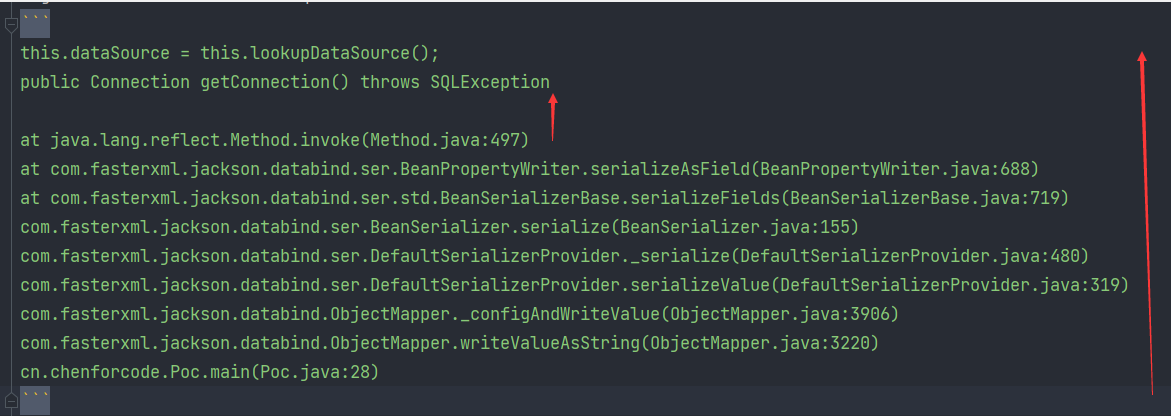 ```
this.dataSource = this.lookupDataSource();
public Connection getConnection() throws SQLException
at java.lang.reflect.Method.invoke(Method.java:497)
at com.fasterxml.jackson.databind.ser.BeanPropertyWriter.serializeAsField(BeanPropertyWriter.java:688)
at com.fasterxml.jackson.databind.ser.std.BeanSerializerBase.serializeFields(BeanSerializerBase.java:719)
com.fasterxml.jackson.databind.ser.BeanSerializer.serialize(BeanSerializer.java:155)
com.fasterxml.jackson.databind.ser.DefaultSerializerProvider._serialize(DefaultSerializerProvider.java:480)
com.fasterxml.jackson.databind.ser.DefaultSerializerProvider.serializeValue(DefaultSerializerProvider.java:319)
com.fasterxml.jackson.databind.ObjectMapper._configAndWriteValue(ObjectMapper.java:3906)
com.fasterxml.jackson.databind.ObjectMapper.writeValueAsString(ObjectMapper.java:3220)
cn.chenforcode.Poc.main(Poc.java:28)
```